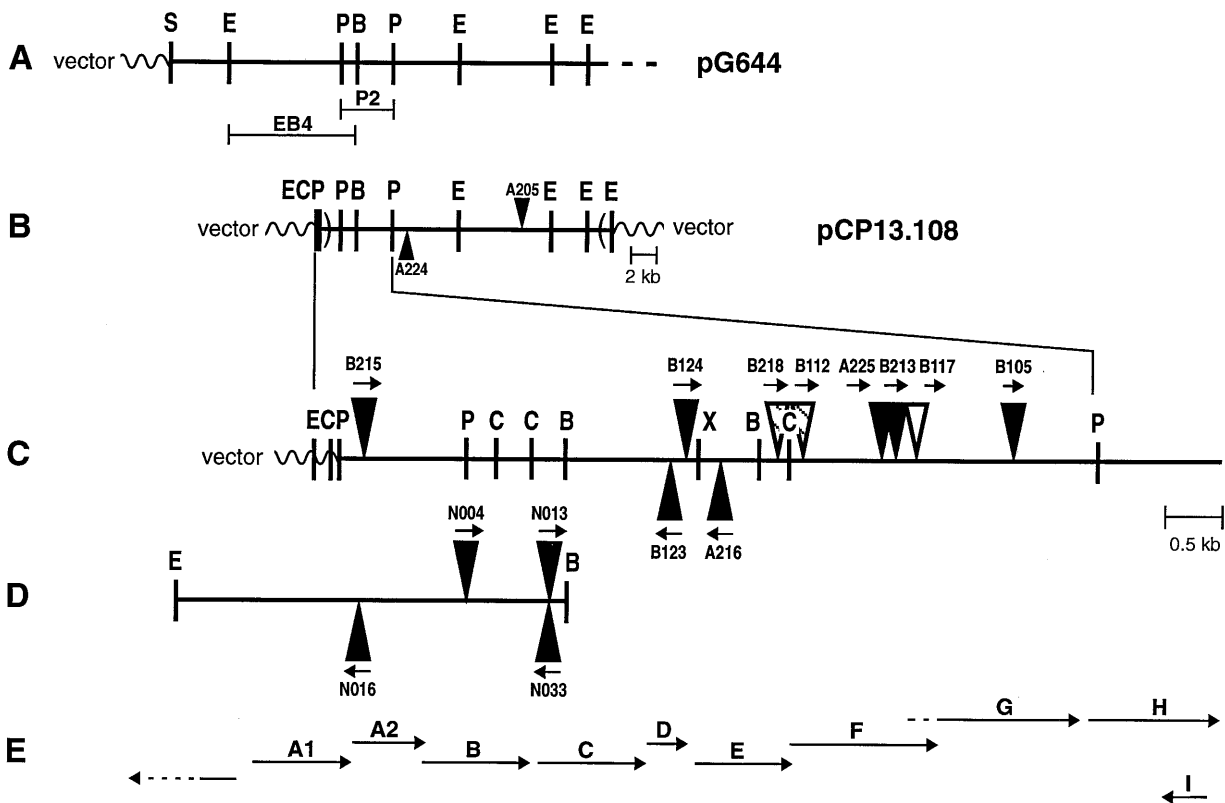 S E P B P E E E
A vector pG644
P2
EB4
ECP P B P E A205 E E E
B vector vector pCP13.108
A224 2 kb
B215 B124 B218 B112 A225 B213 B117 B105
ECP P C C B X B C P
C vector
0.5 kb
B123 A216
N004 N013
E B
D
N016 N033
G H
A2 D F
E A1 B C E
I